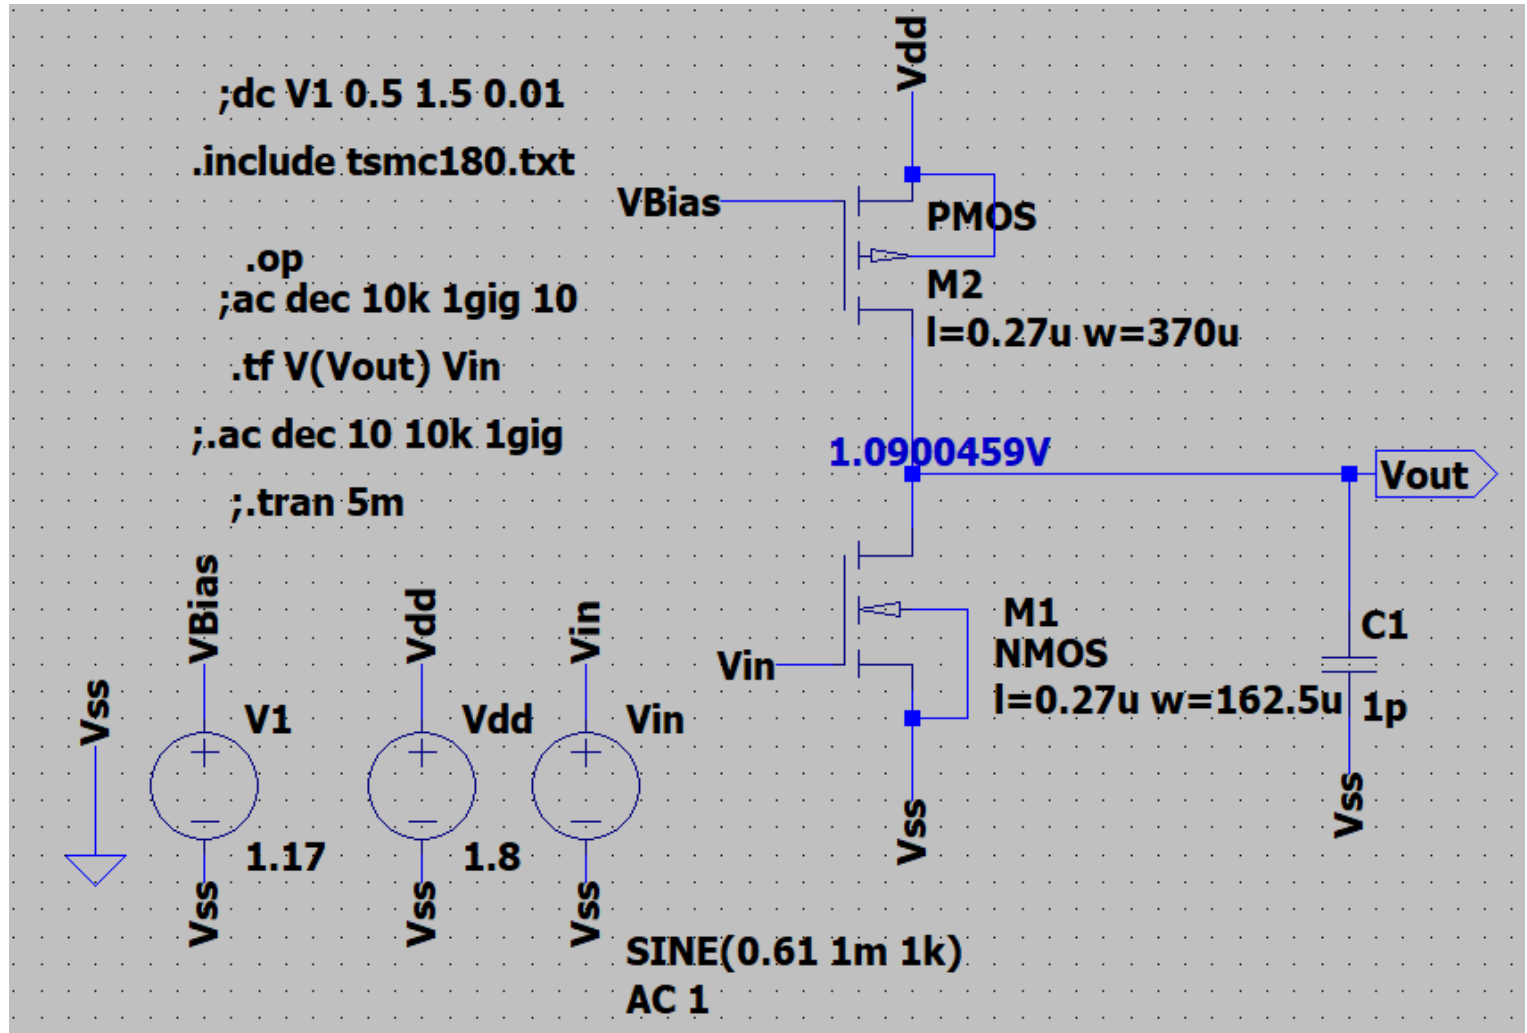 Vdd
;dc V1 0.5 1.5 0.01
.include tsmc180.txt
VBias
PMOS
.op
M2
;ac dec 10k 1gig 10
l=0.27u w=370u
.tf V(Vout) Vin
;.ac dec 10 10k 1gig
1.0900459V
Vout
;.tran 5m
VBias
Vdd
Vin
M1
C1
NMOS
Vin
l=0.27u w=162.5u
1p
Vss
V1
Vdd
Vin
Vss
Vss
1.17
1.8
Vss
Vss
Vss
SINE(0.61 1m 1k)
AC 1